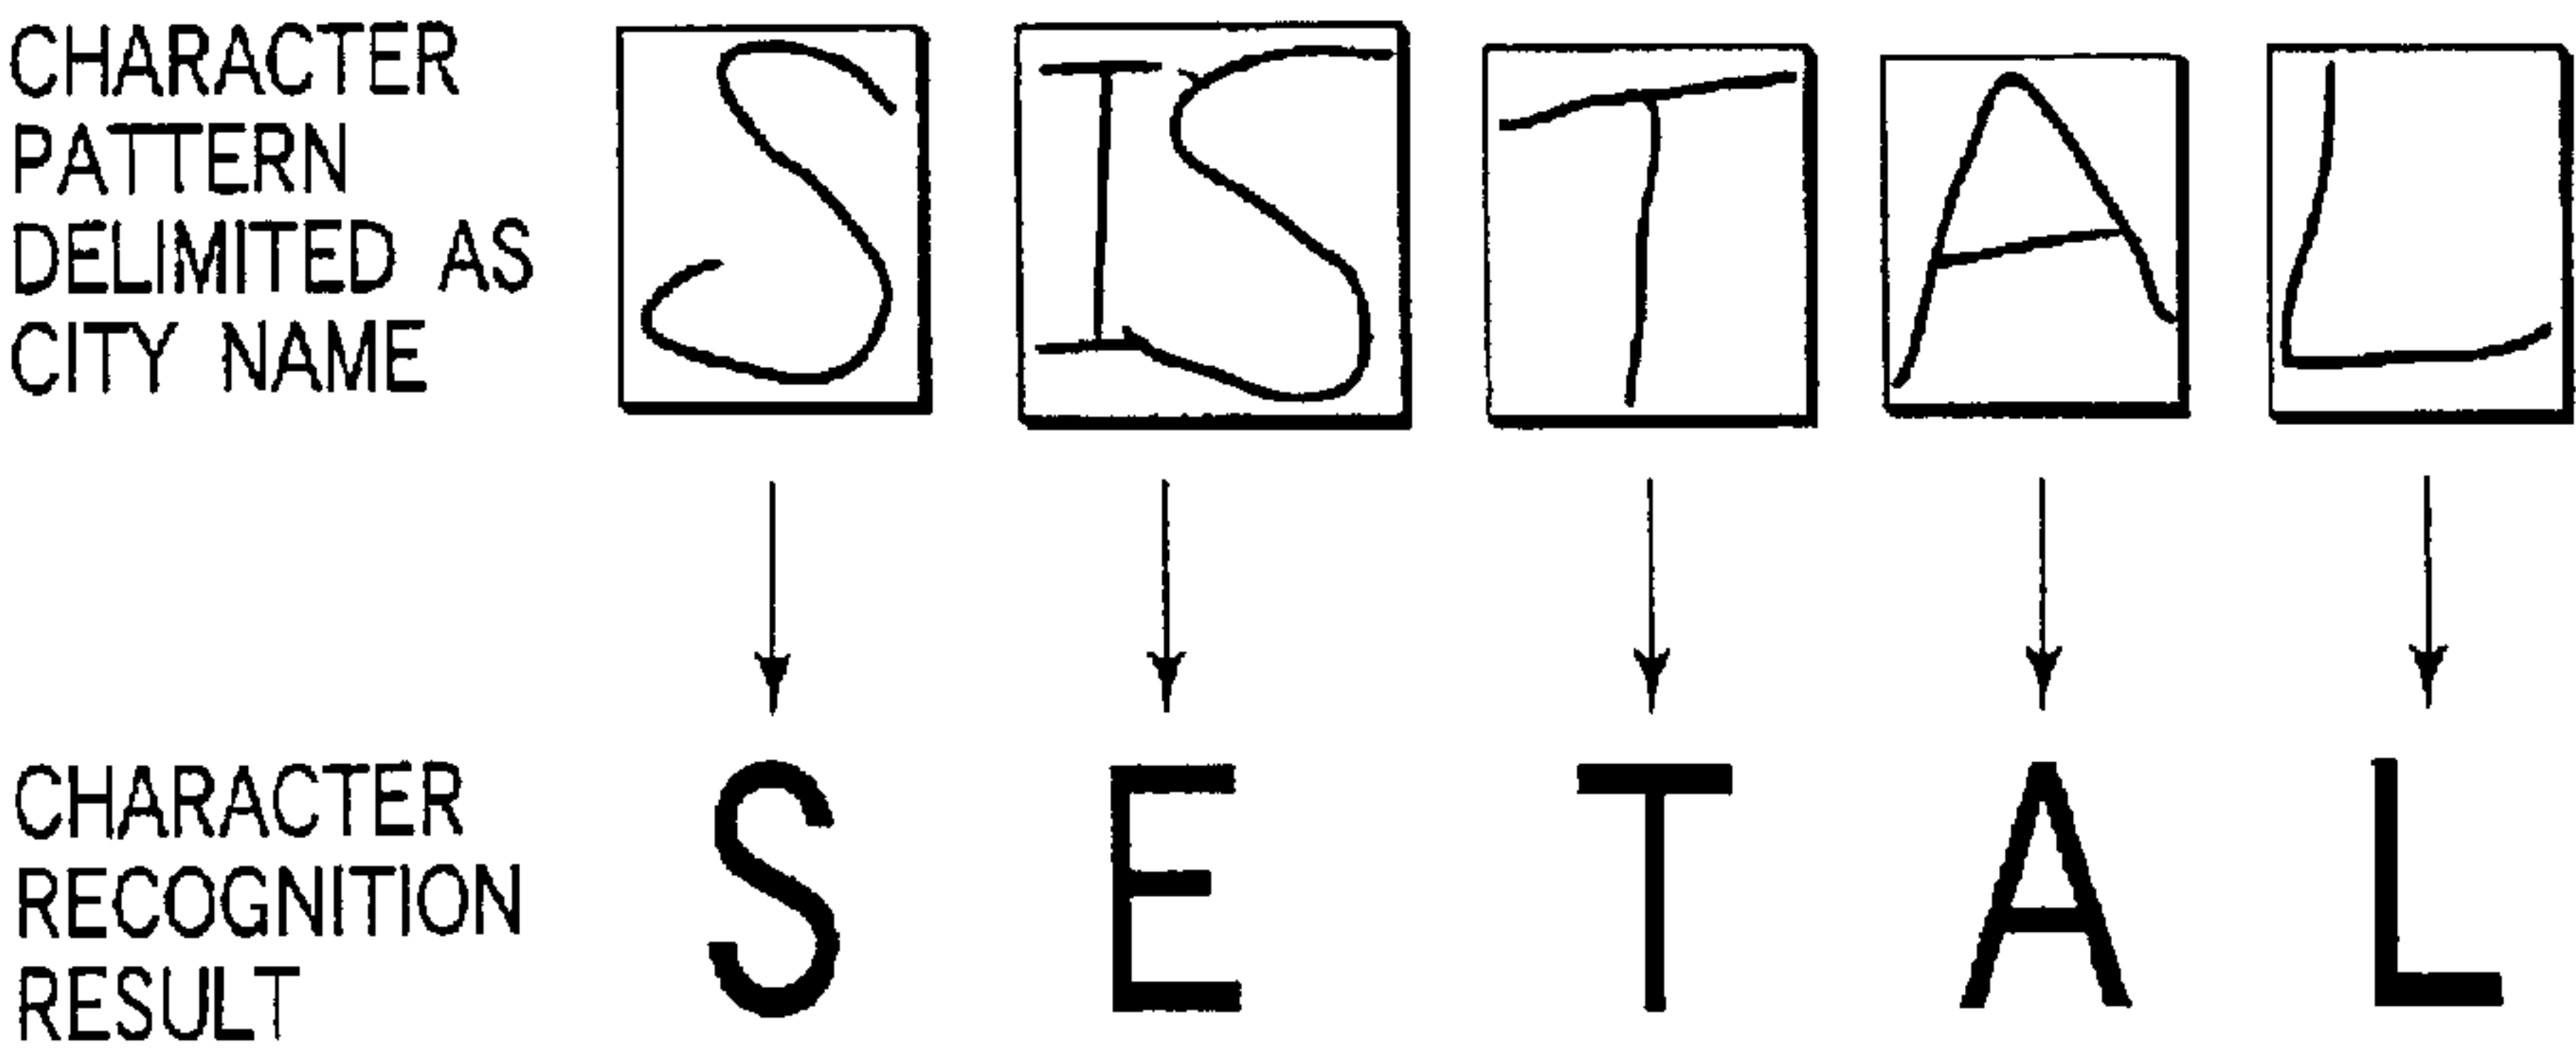 CHARACTER
PATTERN
DELIMITED AS
CITY NAME
S IS T A L
CHARACTER
RECOGNITION
RESULT
S E T A L